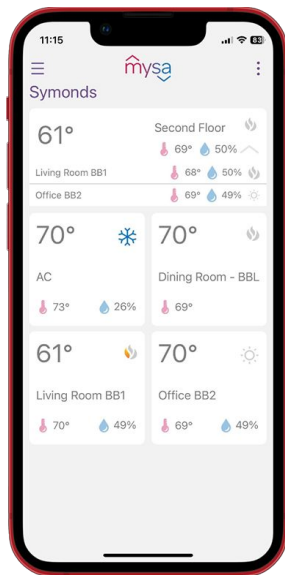 11:15
83
mysa
Symonds
61°
Second Floor
69° 50%
Living Room BB1 68° 50%
Office BB2 69° 49%
70°
AC
73° 26%
70°
Dining Room - BBL
69°
61°
Living Room BB1
70° 49%
70°
Office BB2
69° 49%